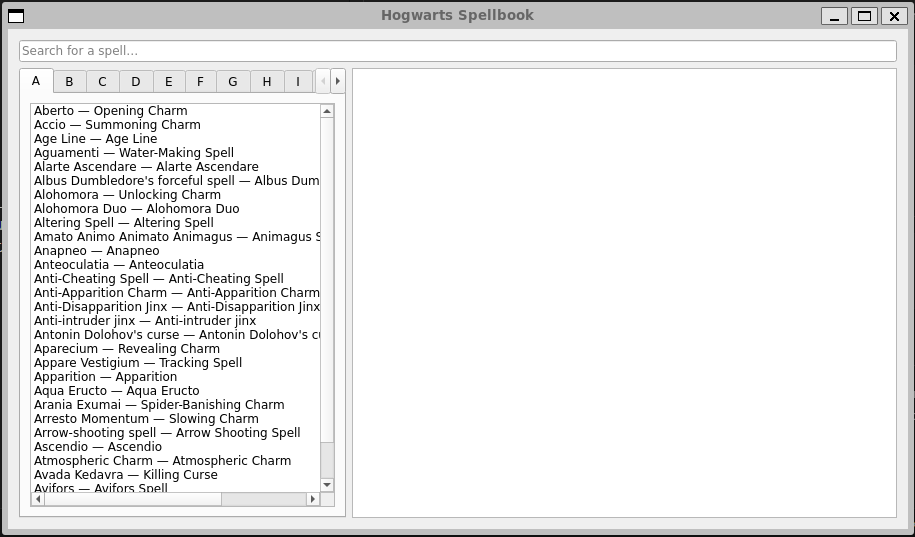 Hogwarts Spellbook
Search for a spell...
A B C D E F G H I
Aberto — Opening Charm
Accio — Summoning Charm
Age Line — Age Line
Aguamenti — Water-Making Spell
Alarte Ascendare — Alarte Ascendare
Albus Dumbledore's forceful spell — Albus Dum
Alohomora — Unlocking Charm
Alohomora Duo — Alohomora Duo
Altering Spell — Altering Spell
Amato Animo Animato Animagus — Animagus S
Anapneo — Anapneo
Anteoculatia — Anteoculatia
Anti-Cheating Spell — Anti-Cheating Spell
Anti-Apparition Charm — Anti-Apparition Charm
Anti-Disapparition Jinx — Anti-Disapparition Jinx
Anti-intruder jinx — Anti-intruder jinx
Antonin Dolohov's curse — Antonin Dolohov's cu
Aparecium — Revealing Charm
Appare Vestigium — Tracking Spell
Apparition — Apparition
Aqua Eructo — Aqua Eructo
Arania Exumai — Spider-Banishing Charm
Arresto Momentum — Slowing Charm
Arrow-shooting spell — Arrow Shooting Spell
Ascendio — Ascendio
Atmospheric Charm — Atmospheric Charm
Avada Kedavra — Killing Curse
Avifors — Avifors Spell